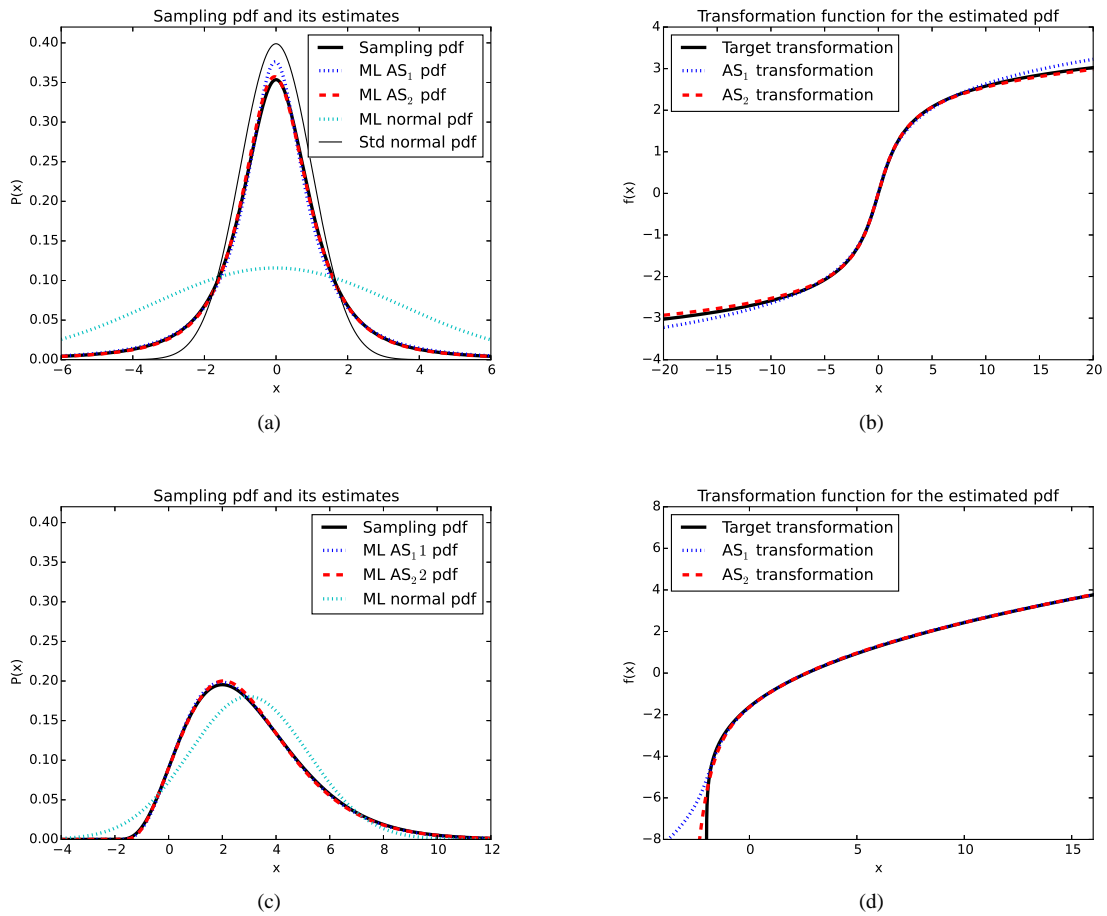 Sampling pdf and its estimates
0.40
0.35
0.30
0.25
0.20
0.15
0.10
0.05
0.00
P(x)
−6 −4 −2 0 2 4 6
x
Sampling pdf
ML AS₁ pdf
ML AS₂ pdf
ML normal pdf
Std normal pdf
(a)
Transformation function for the estimated pdf
4
3
2
1
0
−1
−2
−3
−4
f(x)
−20 −15 −10 −5 0 5 10 15 20
x
Target transformation
AS₁ transformation
AS₂ transformation
(b)
Sampling pdf and its estimates
0.40
0.35
0.30
0.25
0.20
0.15
0.10
0.05
0.00
P(x)
−4 −2 0 2 4 6 8 10 12
x
Sampling pdf
ML AS₁1 pdf
ML AS₂2 pdf
ML normal pdf
(c)
Transformation function for the estimated pdf
8
6
4
2
0
−2
−4
−6
−8
f(x)
0 5 10 15
x
Target transformation
AS₁ transformation
AS₂ transformation
(d)